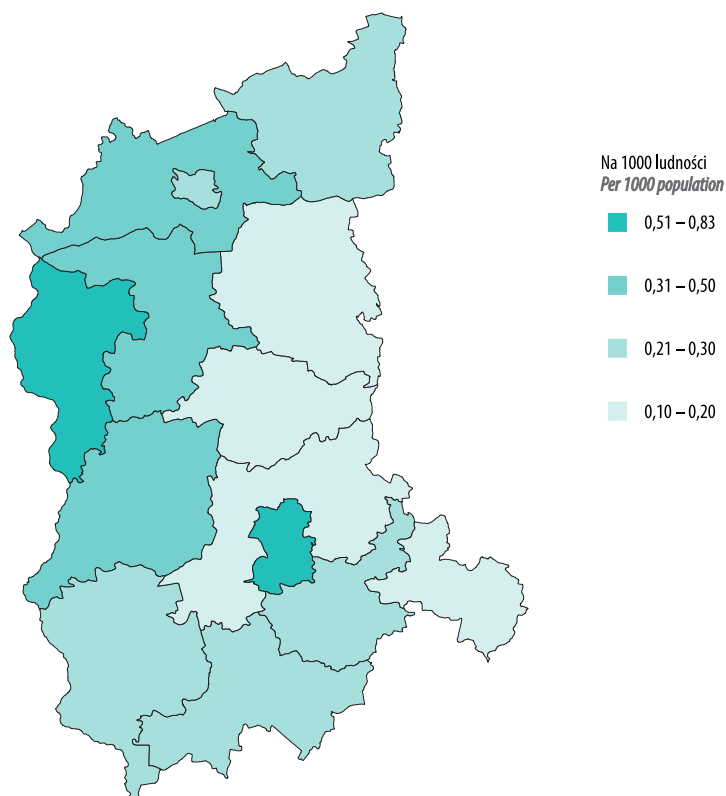 Na 1000 ludności
Per 1000 population
0,51 – 0,83
0,31 – 0,50
0,21 – 0,30
0,10 – 0,20